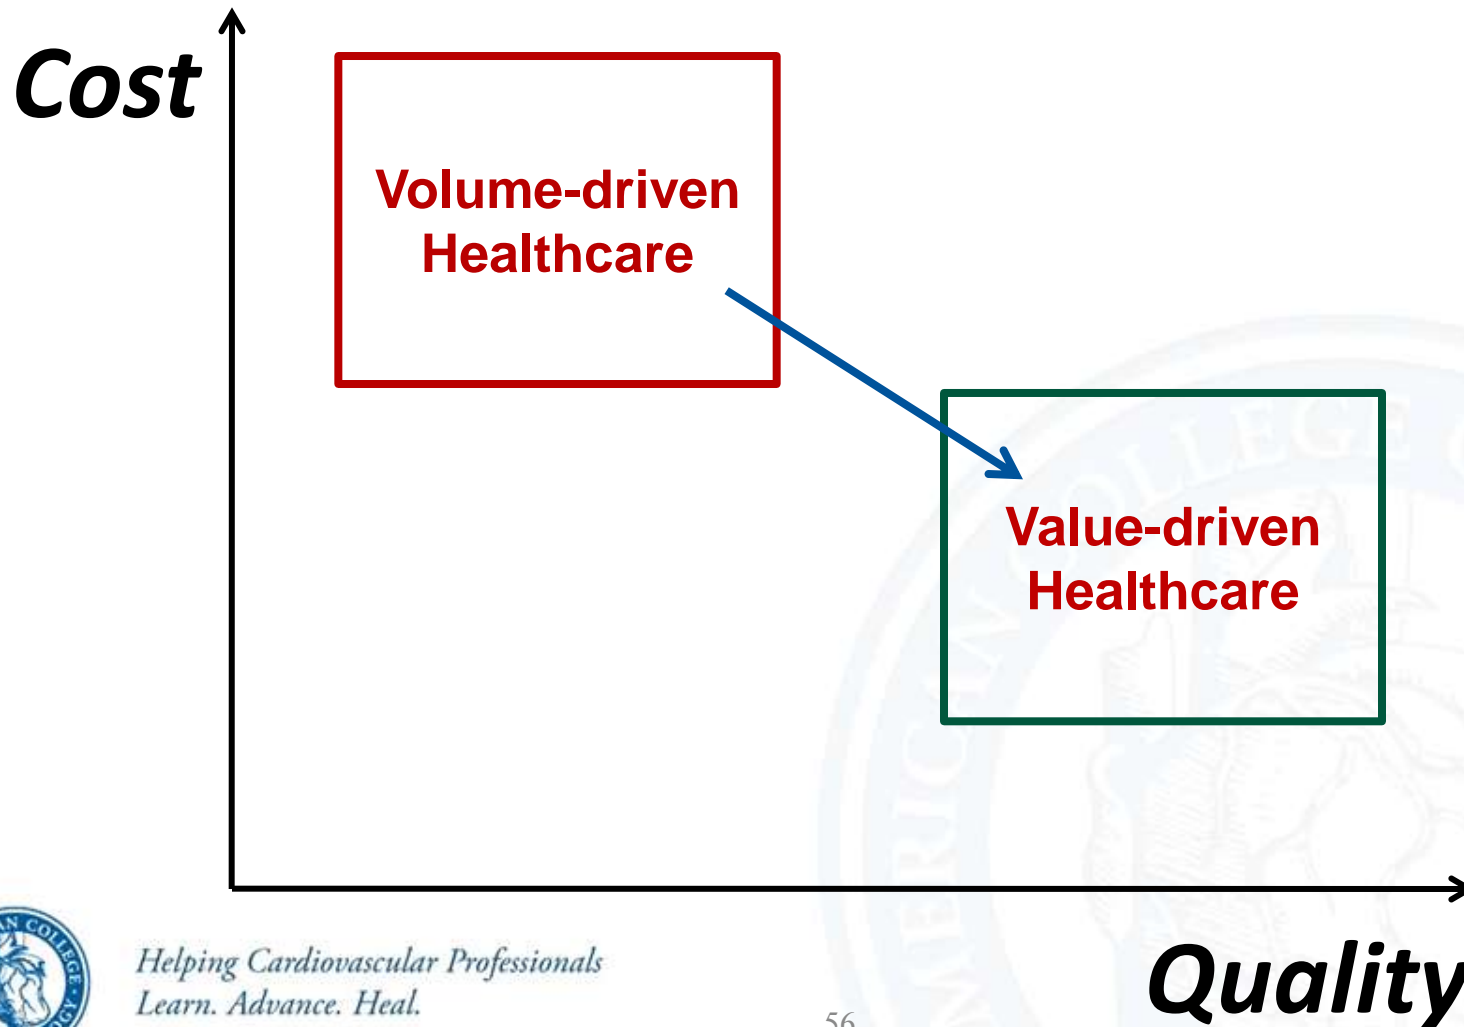 Cost
Volume-driven
Healthcare
Value-driven
Healthcare
Quality
Helping Cardiovascular Professionals
Learn. Advance. Heal.
56